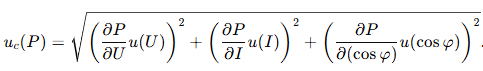 $u_c(P) = \sqrt{\left(\frac{\partial P}{\partial U} u(U)\right)^2 + \left(\frac{\partial P}{\partial I} u(I)\right)^2 + \left(\frac{\partial P}{\partial(\cos\varphi)} u(\cos\varphi)\right)^2}.$